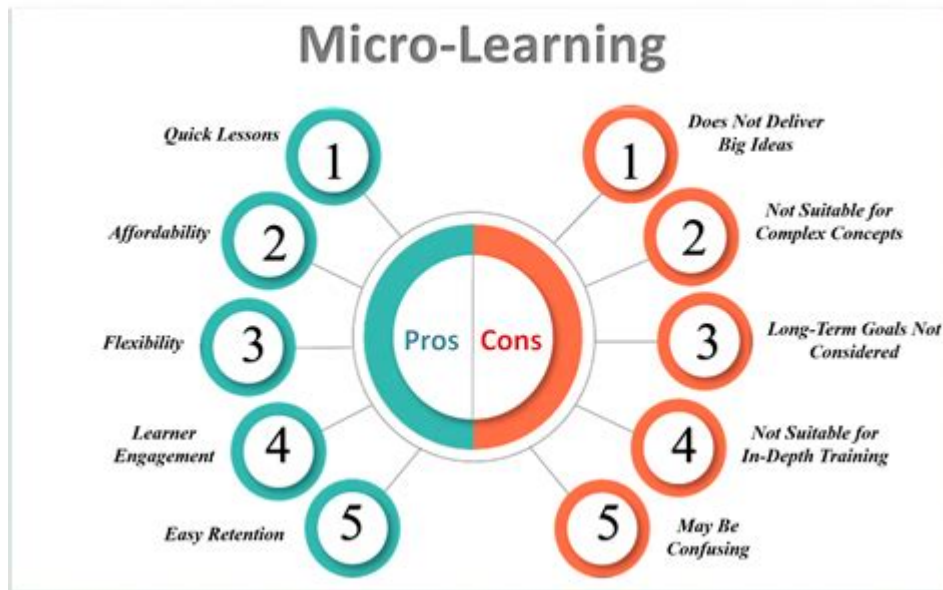 Micro-Learning
Quick Lessons
1
Affordability
2
Flexibility
3
Learner
Engagement
4
Easy Retention
5
Pros
Cons
1
Does Not Deliver
Big Ideas
2
Not Suitable for
Complex Concepts
3
Long-Term Goals Not
Considered
4
Not Suitable for
In-Depth Training
5
May Be
Confusing